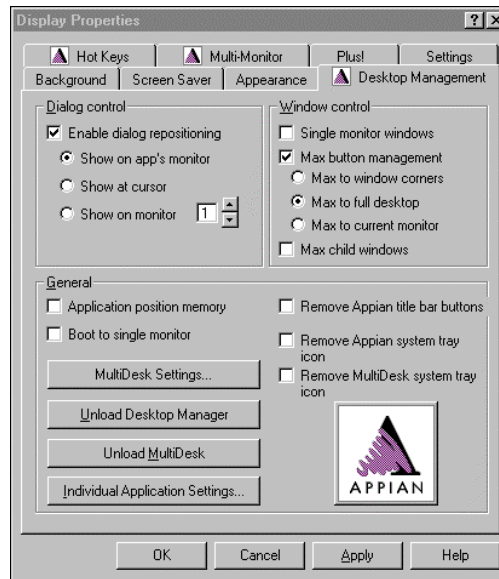 Display Properties
Hot Keys Multi-Monitor Plus! Settings
Background Screen Saver Appearance Desktop Management
Dialog control
Enable dialog repositioning
Show on app's monitor
Show at cursor
Show on monitor 1
Window control
Single monitor windows
Max button management
Max to window corners
Max to full desktop
Max to current monitor
Max child windows
General
Application position memory
Boot to single monitor
MultiDesk Settings...
Unload Desktop Manager
Unload MultiDesk
Individual Application Settings...
Remove Appian title bar buttons
Remove Appian system tray
icon
Remove MultiDesk system tray
icon
APPIAN
OK Cancel Apply Help